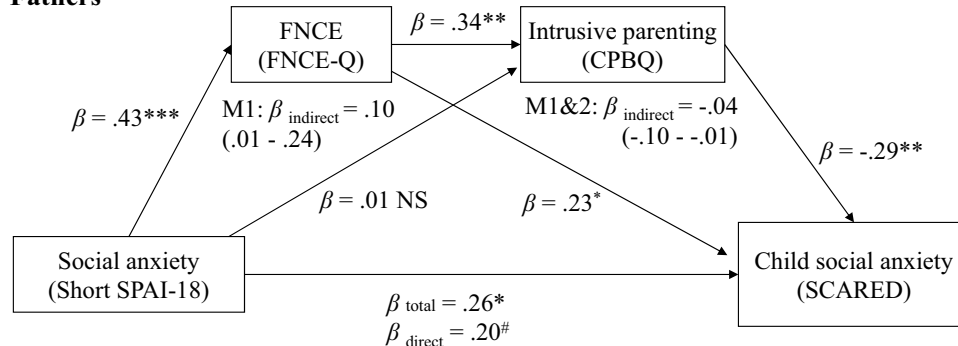 Fathers
FNCE
(FNCE-Q)
β = .34**
Intrusive parenting
(CPBQ)
β = .43***
M1: β indirect = .10
(.01 - .24)
M1&2: β indirect = -.04
(-.10 - -.01)
β = -.29**
β = .01 NS
β = .23*
Social anxiety
(Short SPAI-18)
Child social anxiety
(SCARED)
β total = .26*
β direct = .20#